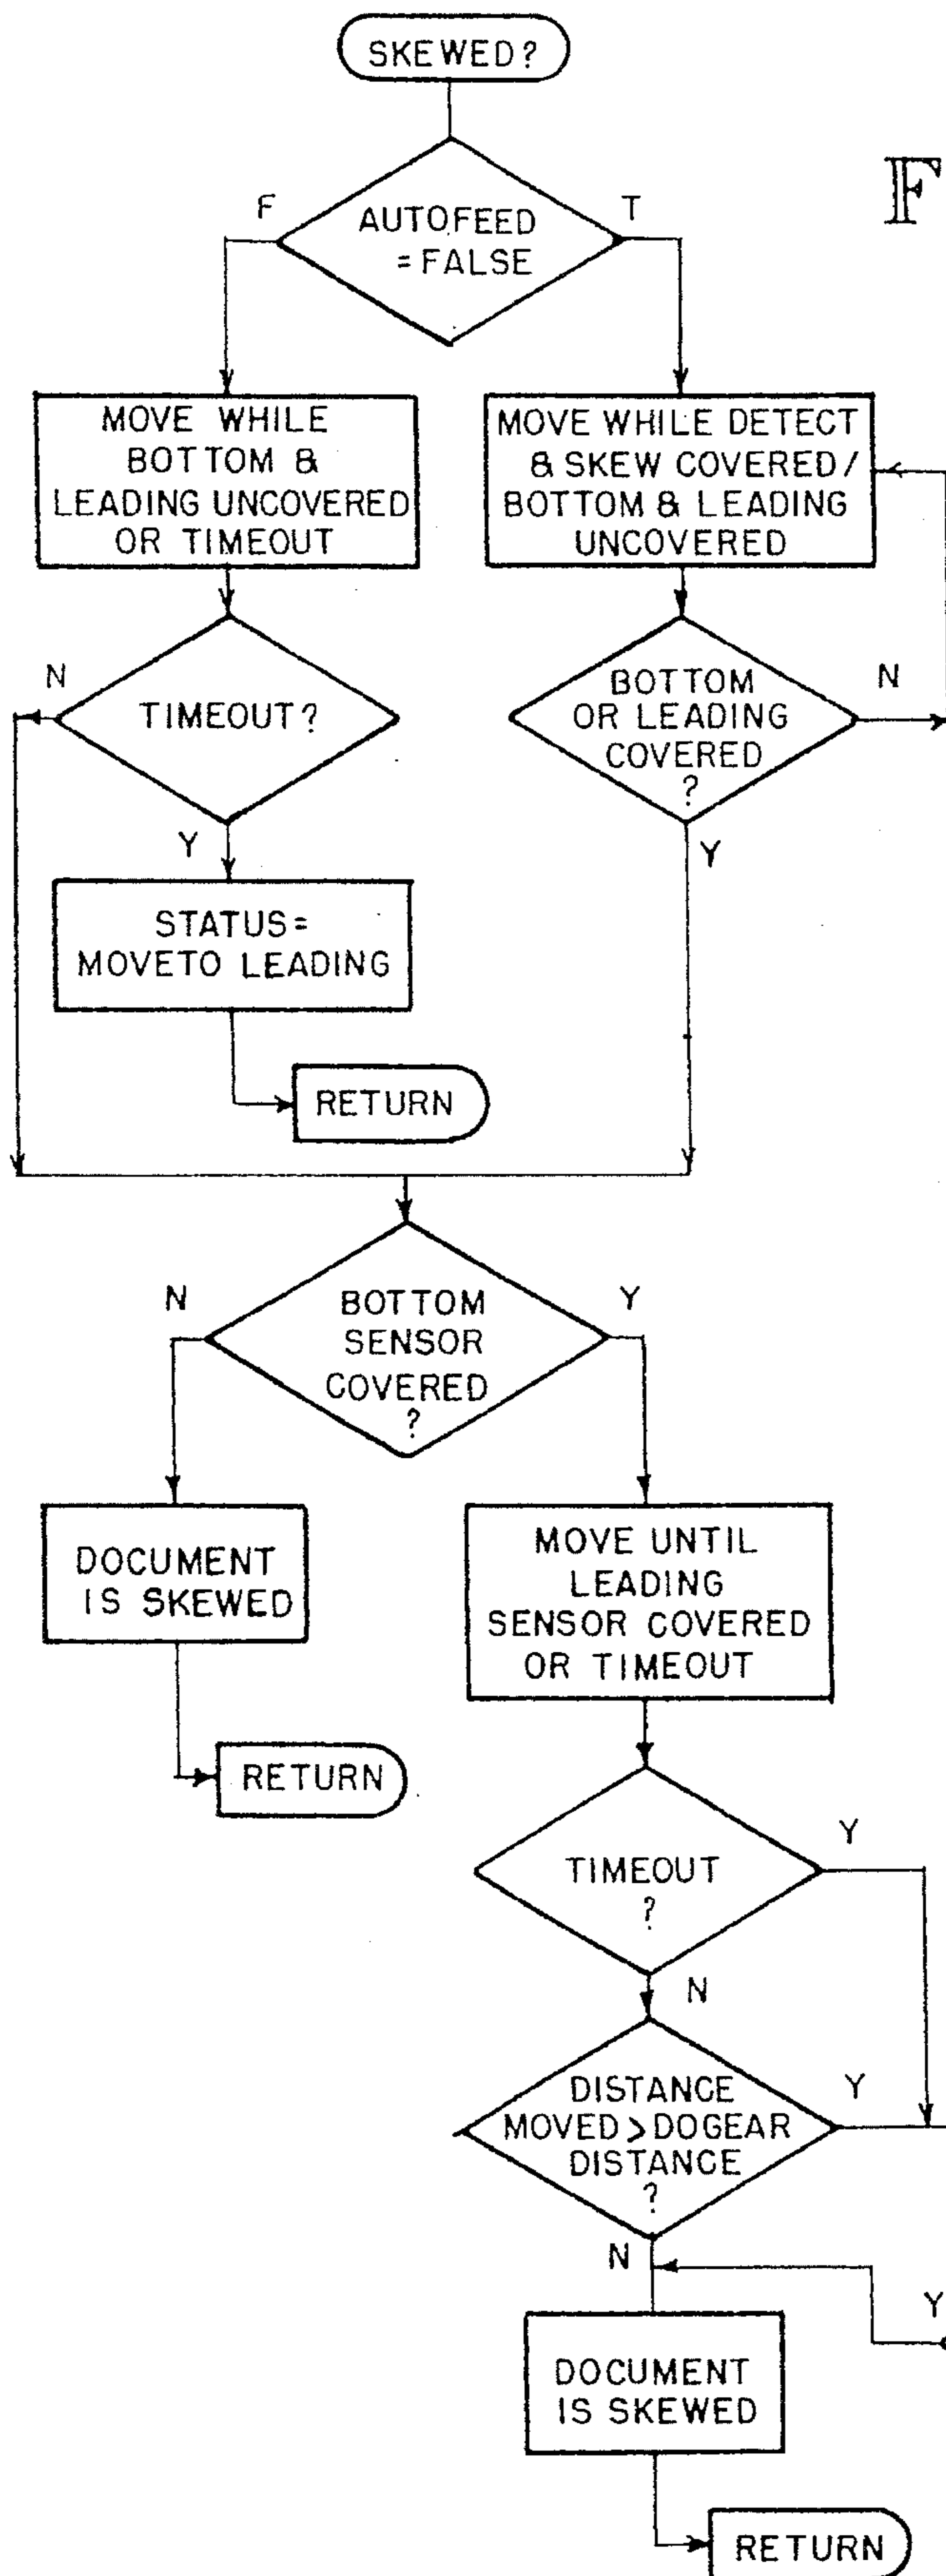 SKEWED?
F
AUTOFEED
= FALSE
F
T
MOVE WHILE
BOTTOM &
LEADING UNCOVERED
OR TIMEOUT
MOVE WHILE DETECT
& SKEW COVERED/
BOTTOM & LEADING
UNCOVERED
N
TIMEOUT?
BOTTOM
OR LEADING
COVERED
?
N
Y
Y
STATUS=
MOVETO LEADING
RETURN
N
BOTTOM
SENSOR
COVERED
?
Y
DOCUMENT
IS SKEWED
MOVE UNTIL
LEADING
SENSOR COVERED
OR TIMEOUT
RETURN
TIMEOUT
?
Y
N
DISTANCE
MOVED > DOGEAR
DISTANCE
?
Y
N
Y
DOCUMENT
IS SKEWED
RETURN